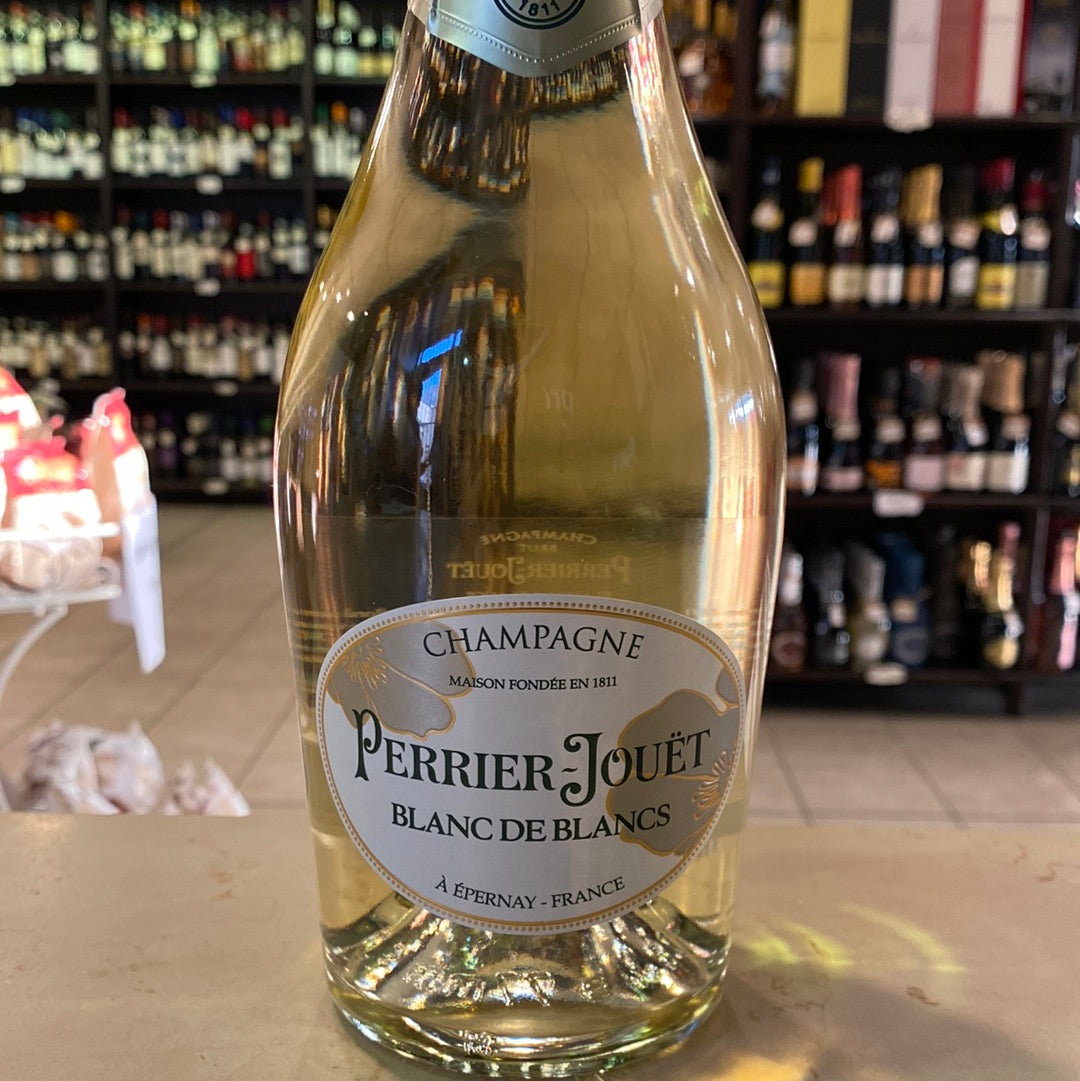 1811
CHAMPAGNE
BRUT
PERRIER-JOUËT
CHAMPAGNE
MAISON FONDÉE EN 1811
PERRIER-JOUËT
BLANC DE BLANCS
À ÉPERNAY - FRANCE